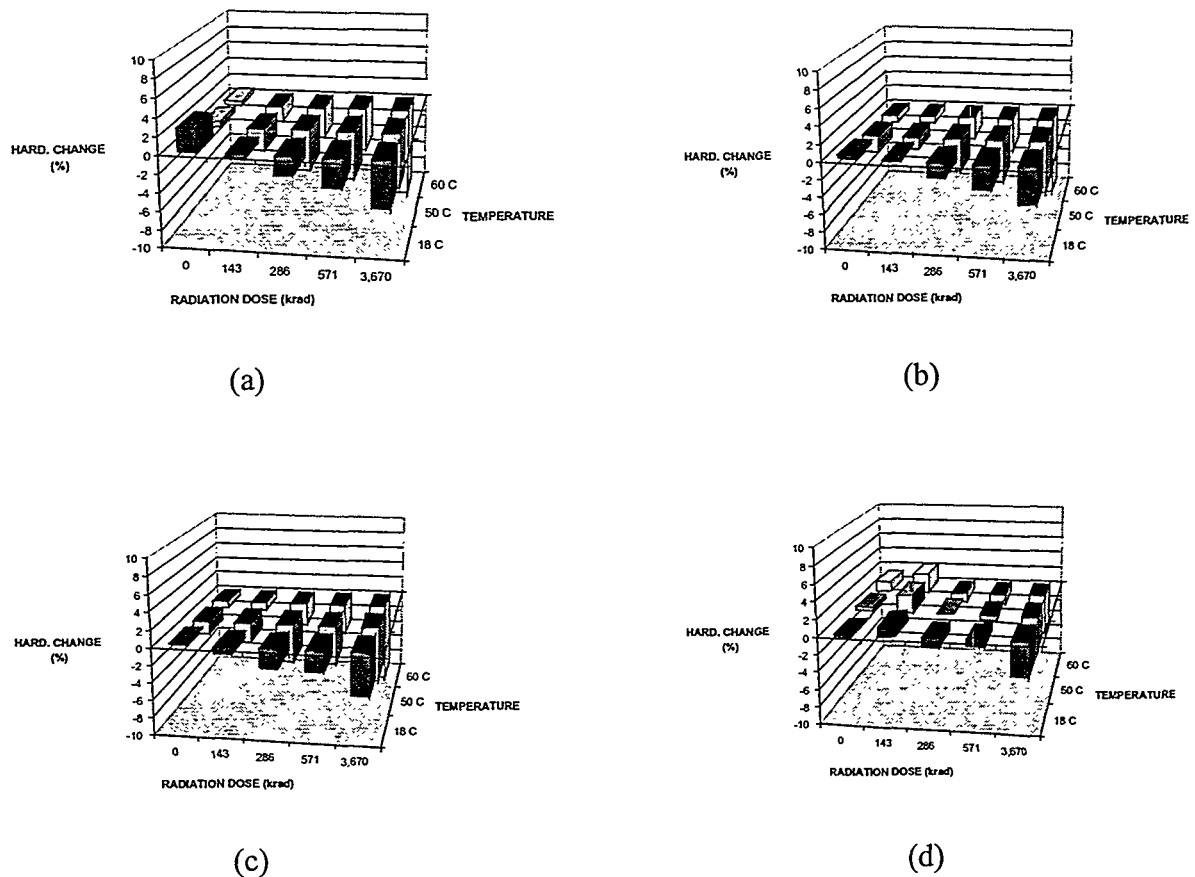 10
8
6
4
2
0
-2
-4
-6
-8
-10
HARD. CHANGE
(%)
60 C
50 C
18 C
TEMPERATURE
0 143 286 571 3,670
RADIATION DOSE (krad)
(a)
10
8
6
4
2
0
-2
-4
-6
-8
-10
HARD. CHANGE
(%)
60 C
50 C
18 C
TEMPERATURE
0 143 286 571 3,670
RADIATION DOSE (krad)
(b)
10
8
6
4
2
0
-2
-4
-6
-8
-10
HARD. CHANGE
(%)
60 C
50 C
18 C
TEMPERATURE
0 143 286 571 3,670
RADIATION DOSE (krad)
(c)
10
8
6
4
2
0
-2
-4
-6
-8
-10
HARD. CHANGE
(%)
60 C
50 C
18 C
TEMPERATURE
0 143 286 571 3,670
RADIATION DOSE (krad)
(d)